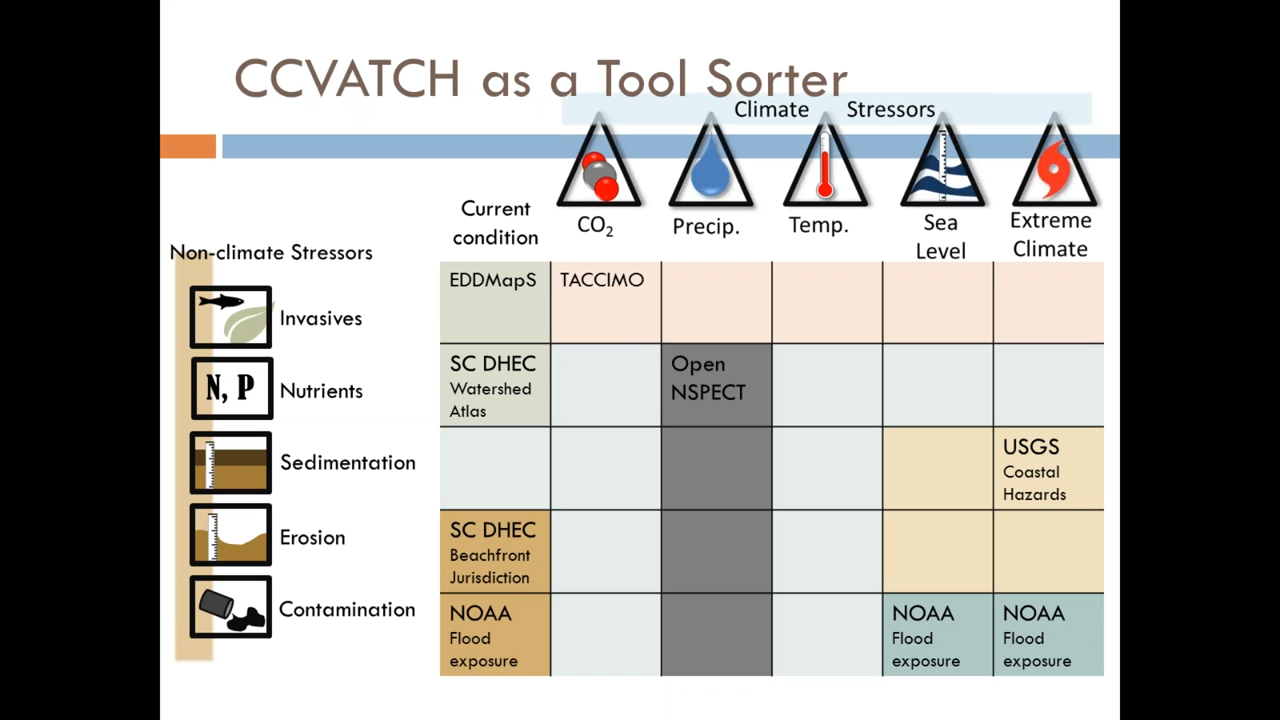 CCVATCH as a Tool Sorter
Climate Stressors
CO₂
Precip.
Temp.
Sea
Level
Extreme
Climate
Current
condition
Non-climate Stressors
Invasives
EDDMapS
TACCIMO
Nutrients
N, P
SC DHEC
Watershed
Atlas
Open
NSPECT
Sedimentation
USGS
Coastal
Hazards
Erosion
SC DHEC
Beachfront
Jurisdiction
Contamination
NOAA
Flood
exposure
NOAA
Flood
exposure
NOAA
Flood
exposure